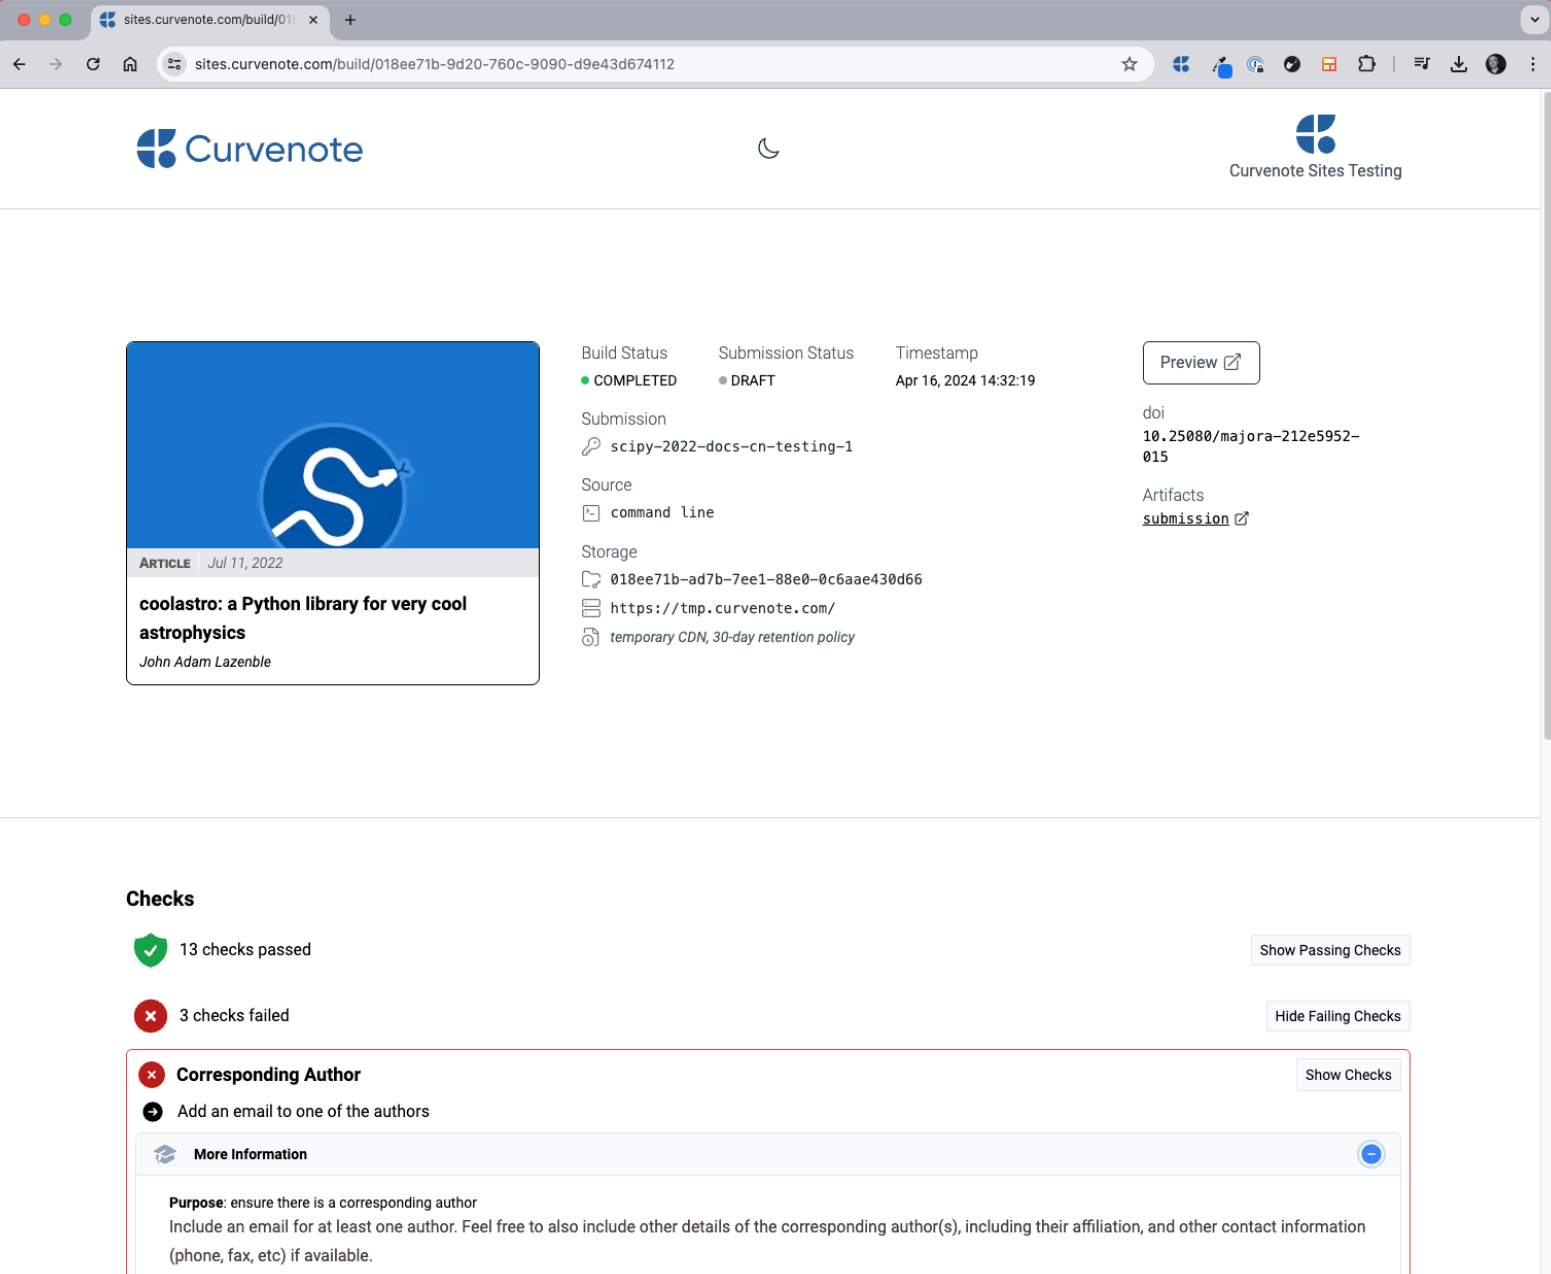 sites.curvenote.com/build/018
sites.curvenote.com/build/018ee71b-9d20-760c-9090-d9e43d674112
Curvenote
Curvenote Sites Testing
Build Status
COMPLETED
Submission Status
DRAFT
Timestamp
Apr 16, 2024 14:32:19
Preview
Submission
scipy-2022-docs-cn-testing-1
doi
10.25080/majora-212e5952-
015
Source
command line
Artifacts
submission
Storage
018ee71b-ad7b-7ee1-88e0-0c6aae430d66
https://tmp.curvenote.com/
temporary CDN, 30-day retention policy
ARTICLE Jul 11, 2022
coolastro: a Python library for very cool
astrophysics
John Adam Lazenble
Checks
13 checks passed
Show Passing Checks
3 checks failed
Hide Failing Checks
Corresponding Author
Show Checks
Add an email to one of the authors
More Information
Purpose: ensure there is a corresponding author
Include an email for at least one author. Feel free to also include other details of the corresponding author(s), including their affiliation, and other contact information
(phone, fax, etc) if available.